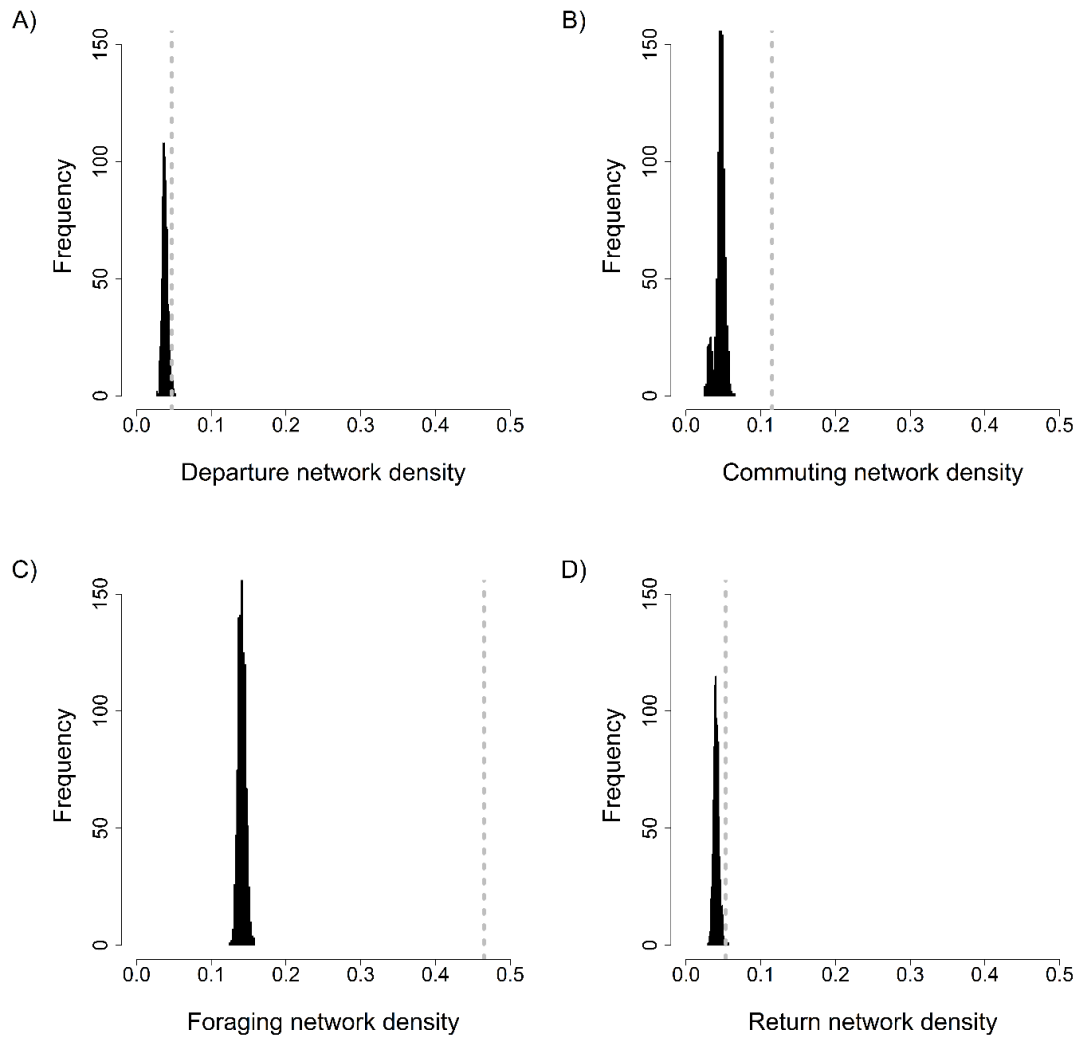 A)
150
100
50
0
Frequency
0.0 0.1 0.2 0.3 0.4 0.5
Departure network density
B)
150
100
50
0
Frequency
0.0 0.1 0.2 0.3 0.4 0.5
Commuting network density
C)
150
100
50
0
Frequency
0.0 0.1 0.2 0.3 0.4 0.5
Foraging network density
D)
150
100
50
0
Frequency
0.0 0.1 0.2 0.3 0.4 0.5
Return network density